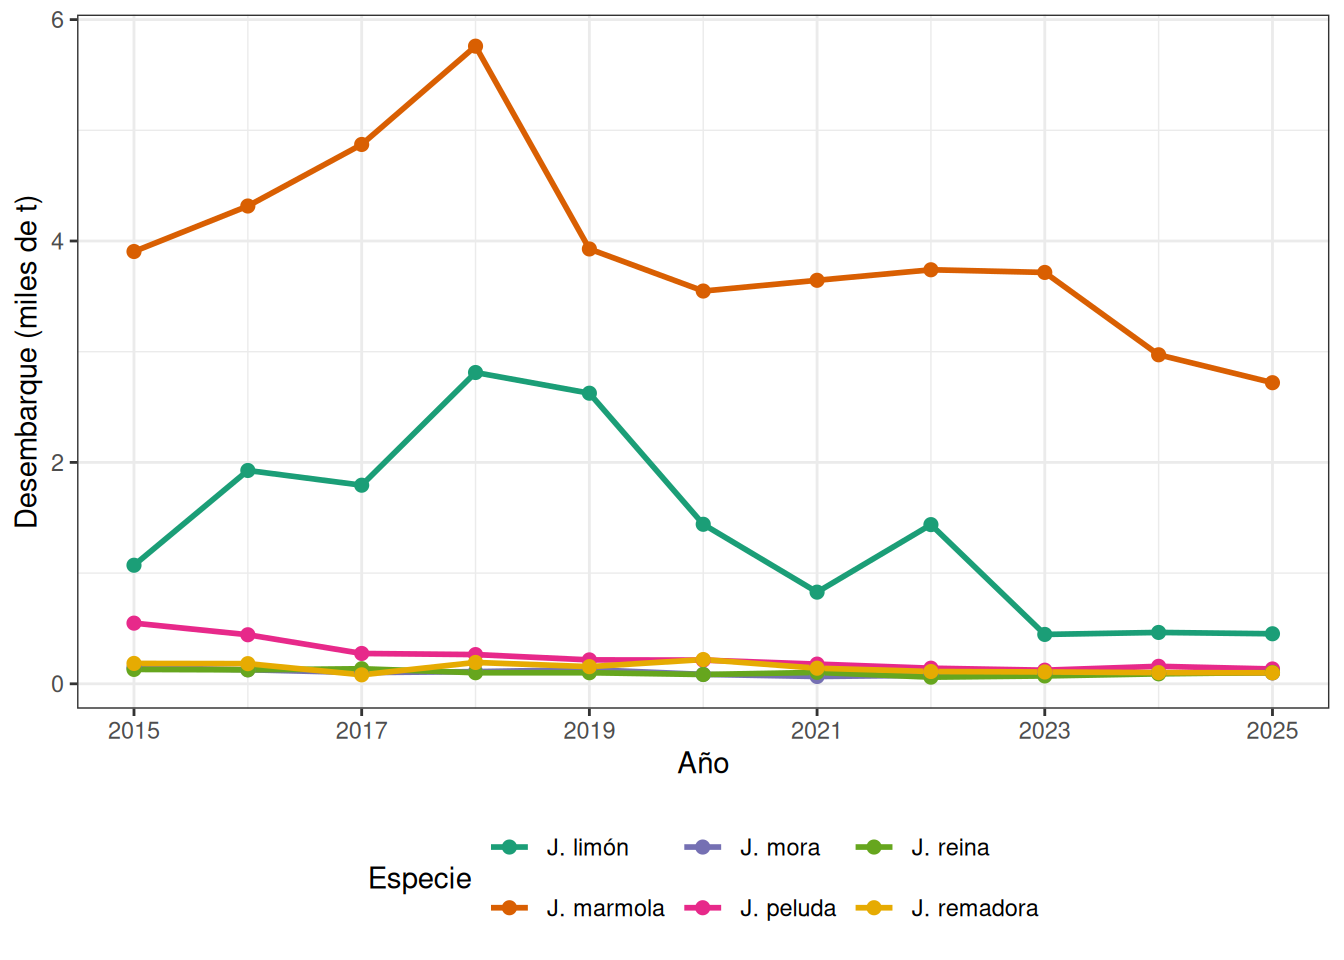 6
4
2
0
Desembarque (miles de t)
2015 2017 2019 2021 2023 2025
Año
Especie
J. limón J. mora J. reina
J. marmola J. peluda J. remadora